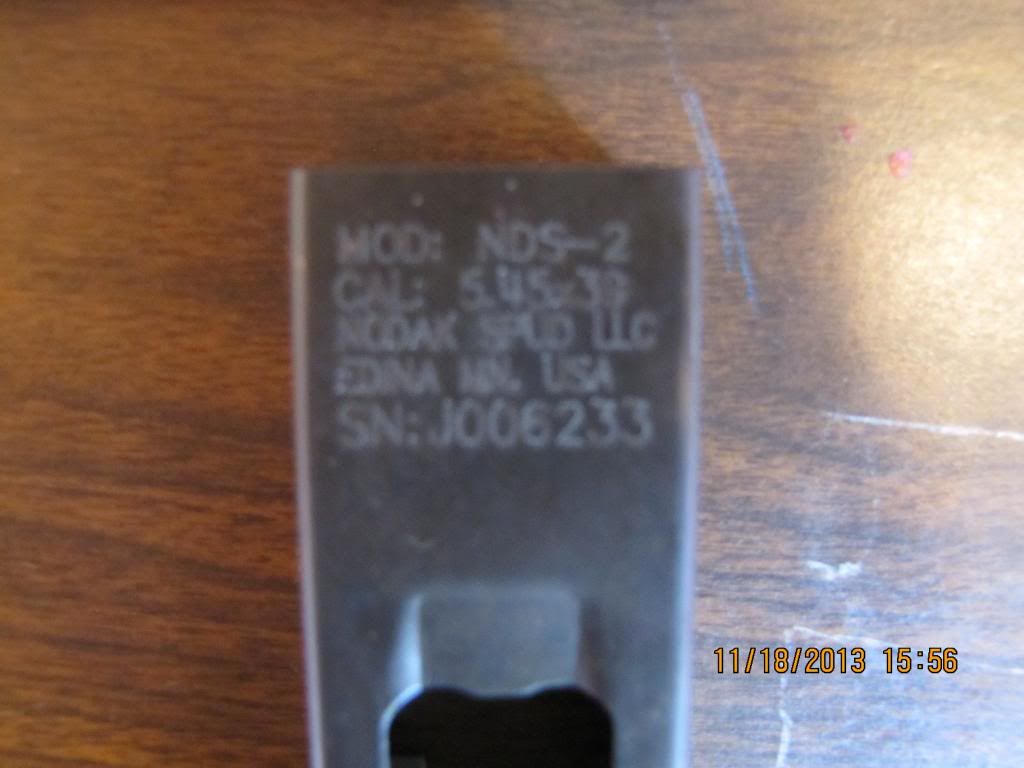 MOD: NDS-2
CAL: 5.45x39
NODAK SPUD LLC
EDINA MN. USA
SN:J006233
11/18/2013 15:56